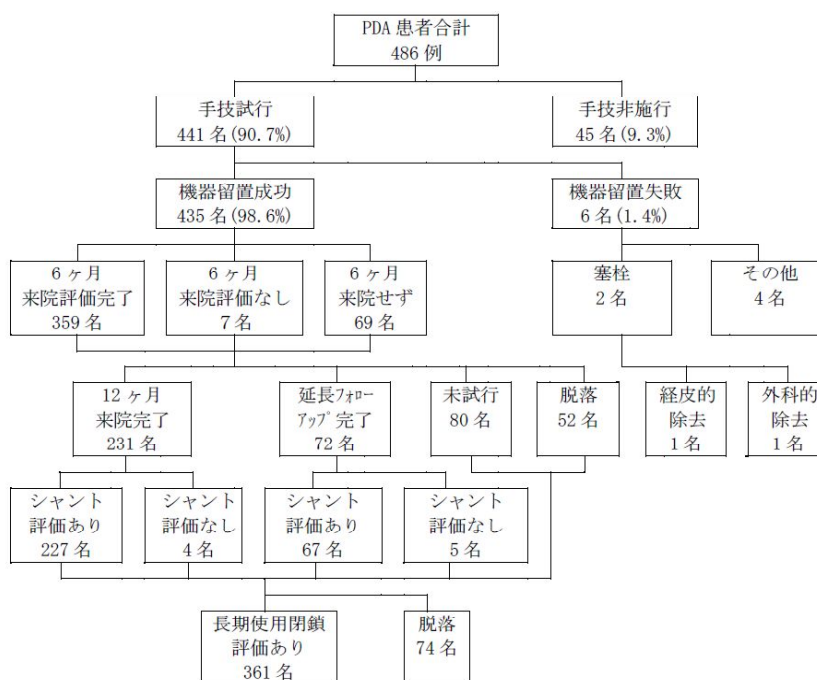 PDA 患者合計
486 例
手技試行
441 名(90.7%)
手技非施行
45 名(9.3%)
機器留置成功
435 名(98.6%)
機器留置失敗
6 名(1.4%)
6 ヶ月
来院評価完了
359 名
6 ヶ月
来院評価なし
7 名
6 ヶ月
来院せず
69 名
塞栓
2 名
その他
4 名
12 ヶ月
来院完了
231 名
延長フォロー
アップ完了
72 名
未試行
80 名
脱落
52 名
経皮的
除去
1 名
外科的
除去
1 名
シャント
評価あり
227 名
シャント
評価なし
4 名
シャント
評価あり
67 名
シャント
評価なし
5 名
長期使用閉鎖
評価あり
361 名
脱落
74 名